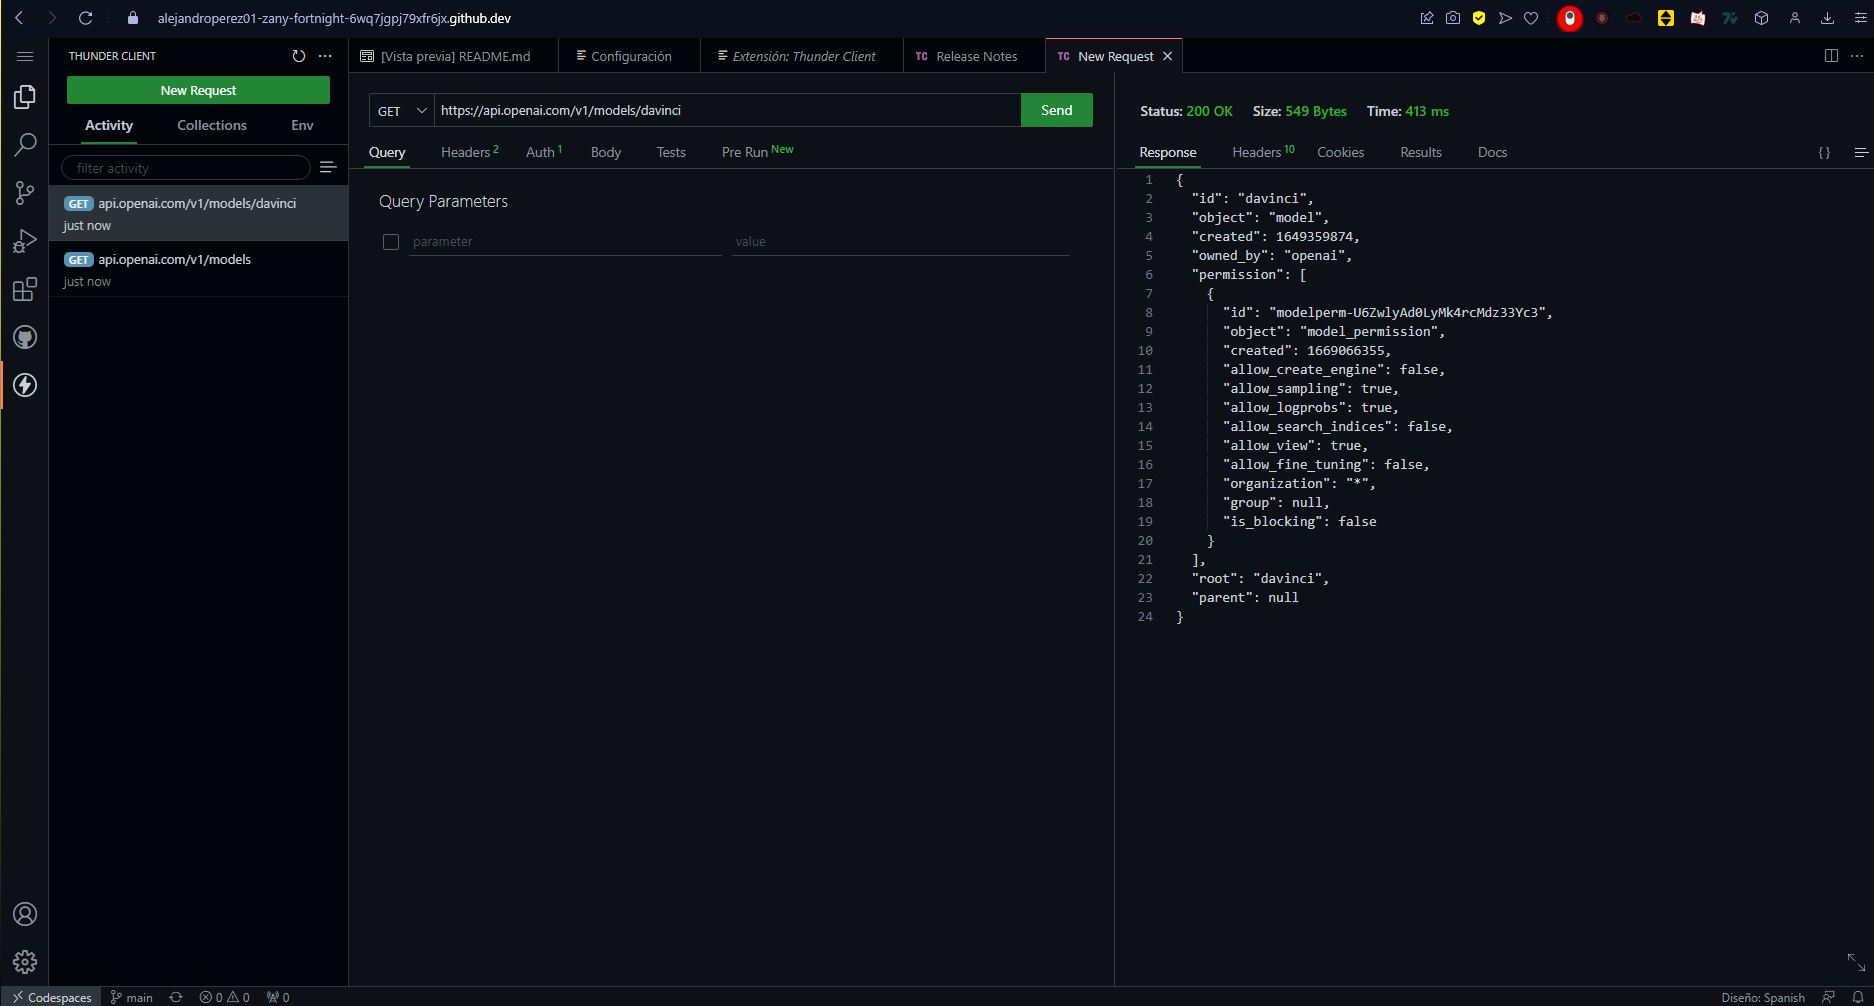 alejandroperez01-zany-fortnight-6wq7jgpj79xfr6jx.github.dev
THUNDER CLIENT
New Request
Activity Collections Env
filter activity
GET api.openai.com/v1/models/davinci
just now
GET api.openai.com/v1/models
just now
[Vista previa] README.md Configuración Extensión: Thunder Client TC Release Notes TC New Request
GET https://api.openai.com/v1/models/davinci Send
Query Headers 2 Auth 1 Body Tests Pre Run New
Query Parameters
parameter value
Status: 200 OK Size: 549 Bytes Time: 413 ms
Response Headers 10 Cookies Results Docs { }
1 {
2 "id": "davinci",
3 "object": "model",
4 "created": 1649359874,
5 "owned_by": "openai",
6 "permission": [
7 {
8 "id": "modelperm-U6ZwlyAd0LyMk4rcMdz33Yc3",
9 "object": "model_permission",
10 "created": 1669066355,
11 "allow_create_engine": false,
12 "allow_sampling": true,
13 "allow_logprobs": true,
14 "allow_search_indices": false,
15 "allow_view": true,
16 "allow_fine_tuning": false,
17 "organization": "*",
18 "group": null,
19 "is_blocking": false
20 }
21 ],
22 "root": "davinci",
23 "parent": null
24 }
Codespaces main 0 0 0 Diseño: Spanish